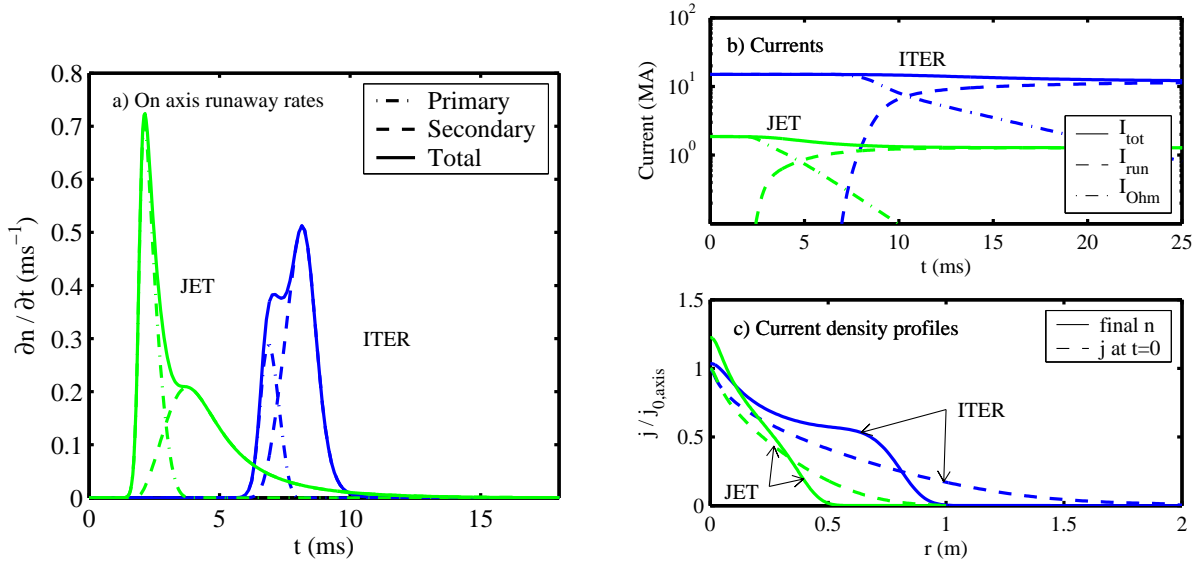 a) On axis runaway rates
Primary
Secondary
Total
JET
ITER
0.8
0.7
0.6
0.5
0.4
0.3
0.2
0.1
0
0 5 10 15
∂n / ∂t (ms⁻¹)
t (ms)
b) Currents
ITER
JET
I_tot
I_run
I_Ohm
10²
10¹
10⁰
0 5 10 15 20 25
Current (MA)
t (ms)
c) Current density profiles
final n
j at t=0
ITER
JET
1.5
1
0.5
0
0 0.5 1 1.5 2
j / j_0,axis
r (m)